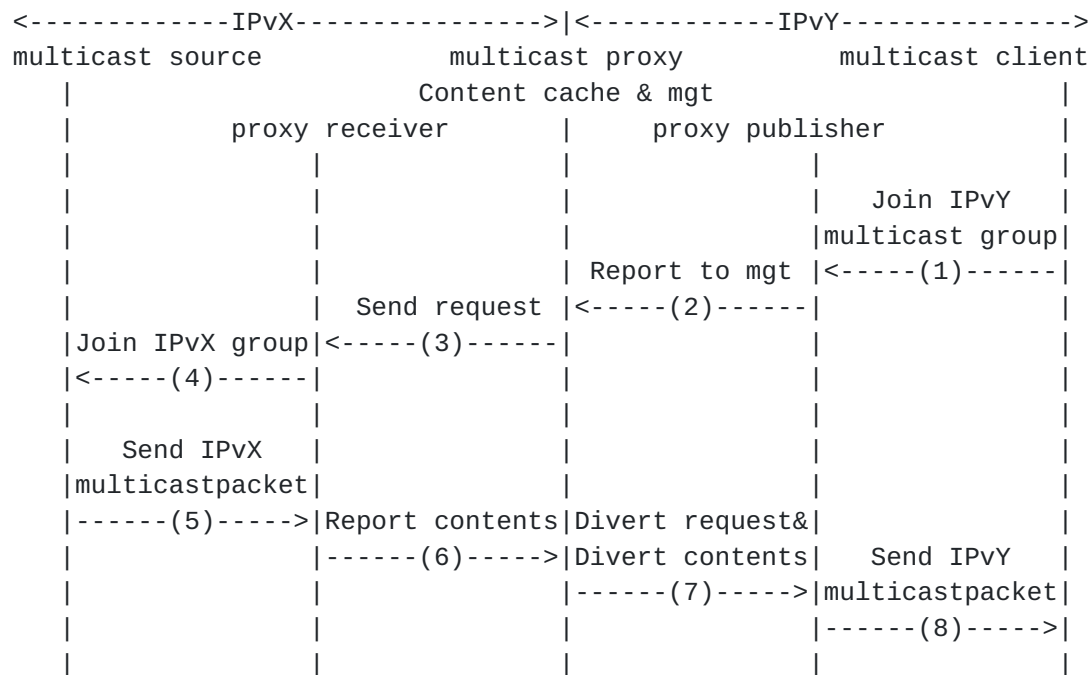 <-------------IPvX----------------->|<------------IPvY--------------->
multicast source             multicast proxy           multicast client
    |                        Content cache & mgt                        |
    |           proxy receiver        |     proxy publisher            |
    |                |                |                |                |
    |                |                |                |   Join IPvY    |
    |                |                |                |multicast group|
    |                |                | Report to mgt  |<-----(1)------|
    |                |  Send request  |<-----(2)-------|                |
    |Join IPvX group|<-----(3)-------|                |                |
    |<-----(4)------|                |                |                |
    |                |                |                |                |
    |   Send IPvX    |                |                |                |
    |multicastpacket|                |                |                |
    |------(5)----->|Report contents|Divert request&|                |
    |                |------(6)----->|Divert contents|   Send IPvY    |
    |                |                |------(7)----->|multicastpacket|
    |                |                |                |------(8)----->|
    |                |                |                |                |